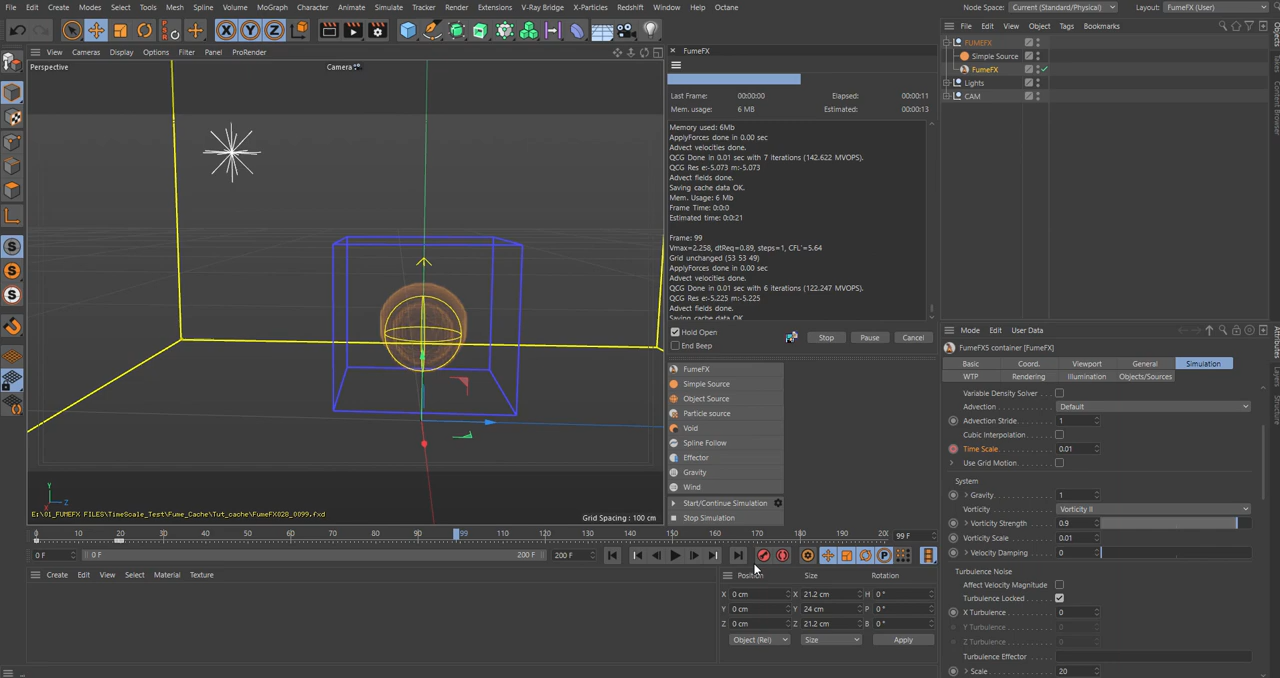 File Edit Create Modes Select Tools Mesh Spline Volume MoGraph Character Animate Simulate Tracker Render Extensions V-Ray Bridge X-Particles Redshift Window Help Octane
Node Space: Current (Standard/Physical) Layout: FumeFX (User)
X Y Z
View Cameras Display Options Filter Panel ProRender
Perspective
Camera
FumeFX
Last Frame: 00:00:00 Elapsed: 00:00:11
Mem. usage: 6 MB Estimated: 00:00:13
Memory used: 6Mb
ApplyForces done in 0.00 sec
Advect velocities done.
QCG Done in 0.01 sec with 7 iterations (142.622 MVOPS).
QCG Res e:-5.073 m:-5.073
Advect fields done.
Saving cache data OK.
Mem. Usage: 6 Mb
Frame Time: 0:0:0
Estimated time: 0:0:21
Frame: 99
Vmax=2.258, dtReq=0.89, steps=1, CFL`=5.64
Grid unchanged (53 53 49)
ApplyForces done in 0.00 sec
Advect velocities done.
QCG Done in 0.01 sec with 6 iterations (122.247 MVOPS).
QCG Res e:-5.225 m:-5.225
Advect fields done.
Saving cache data OK.
Hold Open
End Beep
Stop Pause Cancel
FumeFX
Simple Source
Object Source
Particle source
Void
Spline Follow
Effector
Gravity
Wind
Start/Continue Simulation
Stop Simulation
Y
Z
E:\01_FUMEFX FILES\TimeScale_Test\Fume_Cache\Tut_cache\FumeFX028_0099.fxd
Grid Spacing : 100 cm
0 10 20 30 40 50 60 70 80 90 99 110 120 130 140 150 160 170 180 190 200 99 F
0 F 0 F 200 F 200 F
Create Edit View Select Material Texture
Position Size Rotation
X 0 cm X 21.2 cm H 0 °
Y 0 cm Y 24 cm P 0 °
Z 0 cm Z 21.2 cm B 0 °
Object (Rel) Size Apply
File Edit View Object Tags Bookmarks
FUMEFX
Simple Source
FumeFX
Lights
CAM
Objects
Takes
Content Browser
Mode Edit User Data
FumeFX5 container [FumeFX]
Basic Coord. Viewport General Simulation
WTP Rendering Illumination Objects/Sources
Variable Density Solver
Advection Default
Advection Stride 1
Cubic Interpolation
Time Scale 0.01
Use Grid Motion
System
Gravity 1
Vorticity Vorticity II
Vorticity Strength 0.9
Vorticity Scale 0.01
Velocity Damping 0
Turbulence Noise
Affect Velocity Magnitude
Turbulence Locked
X Turbulence 0
Y Turbulence
Z Turbulence
Turbulence Effector
Scale 20
Attributes
Layers
Structure